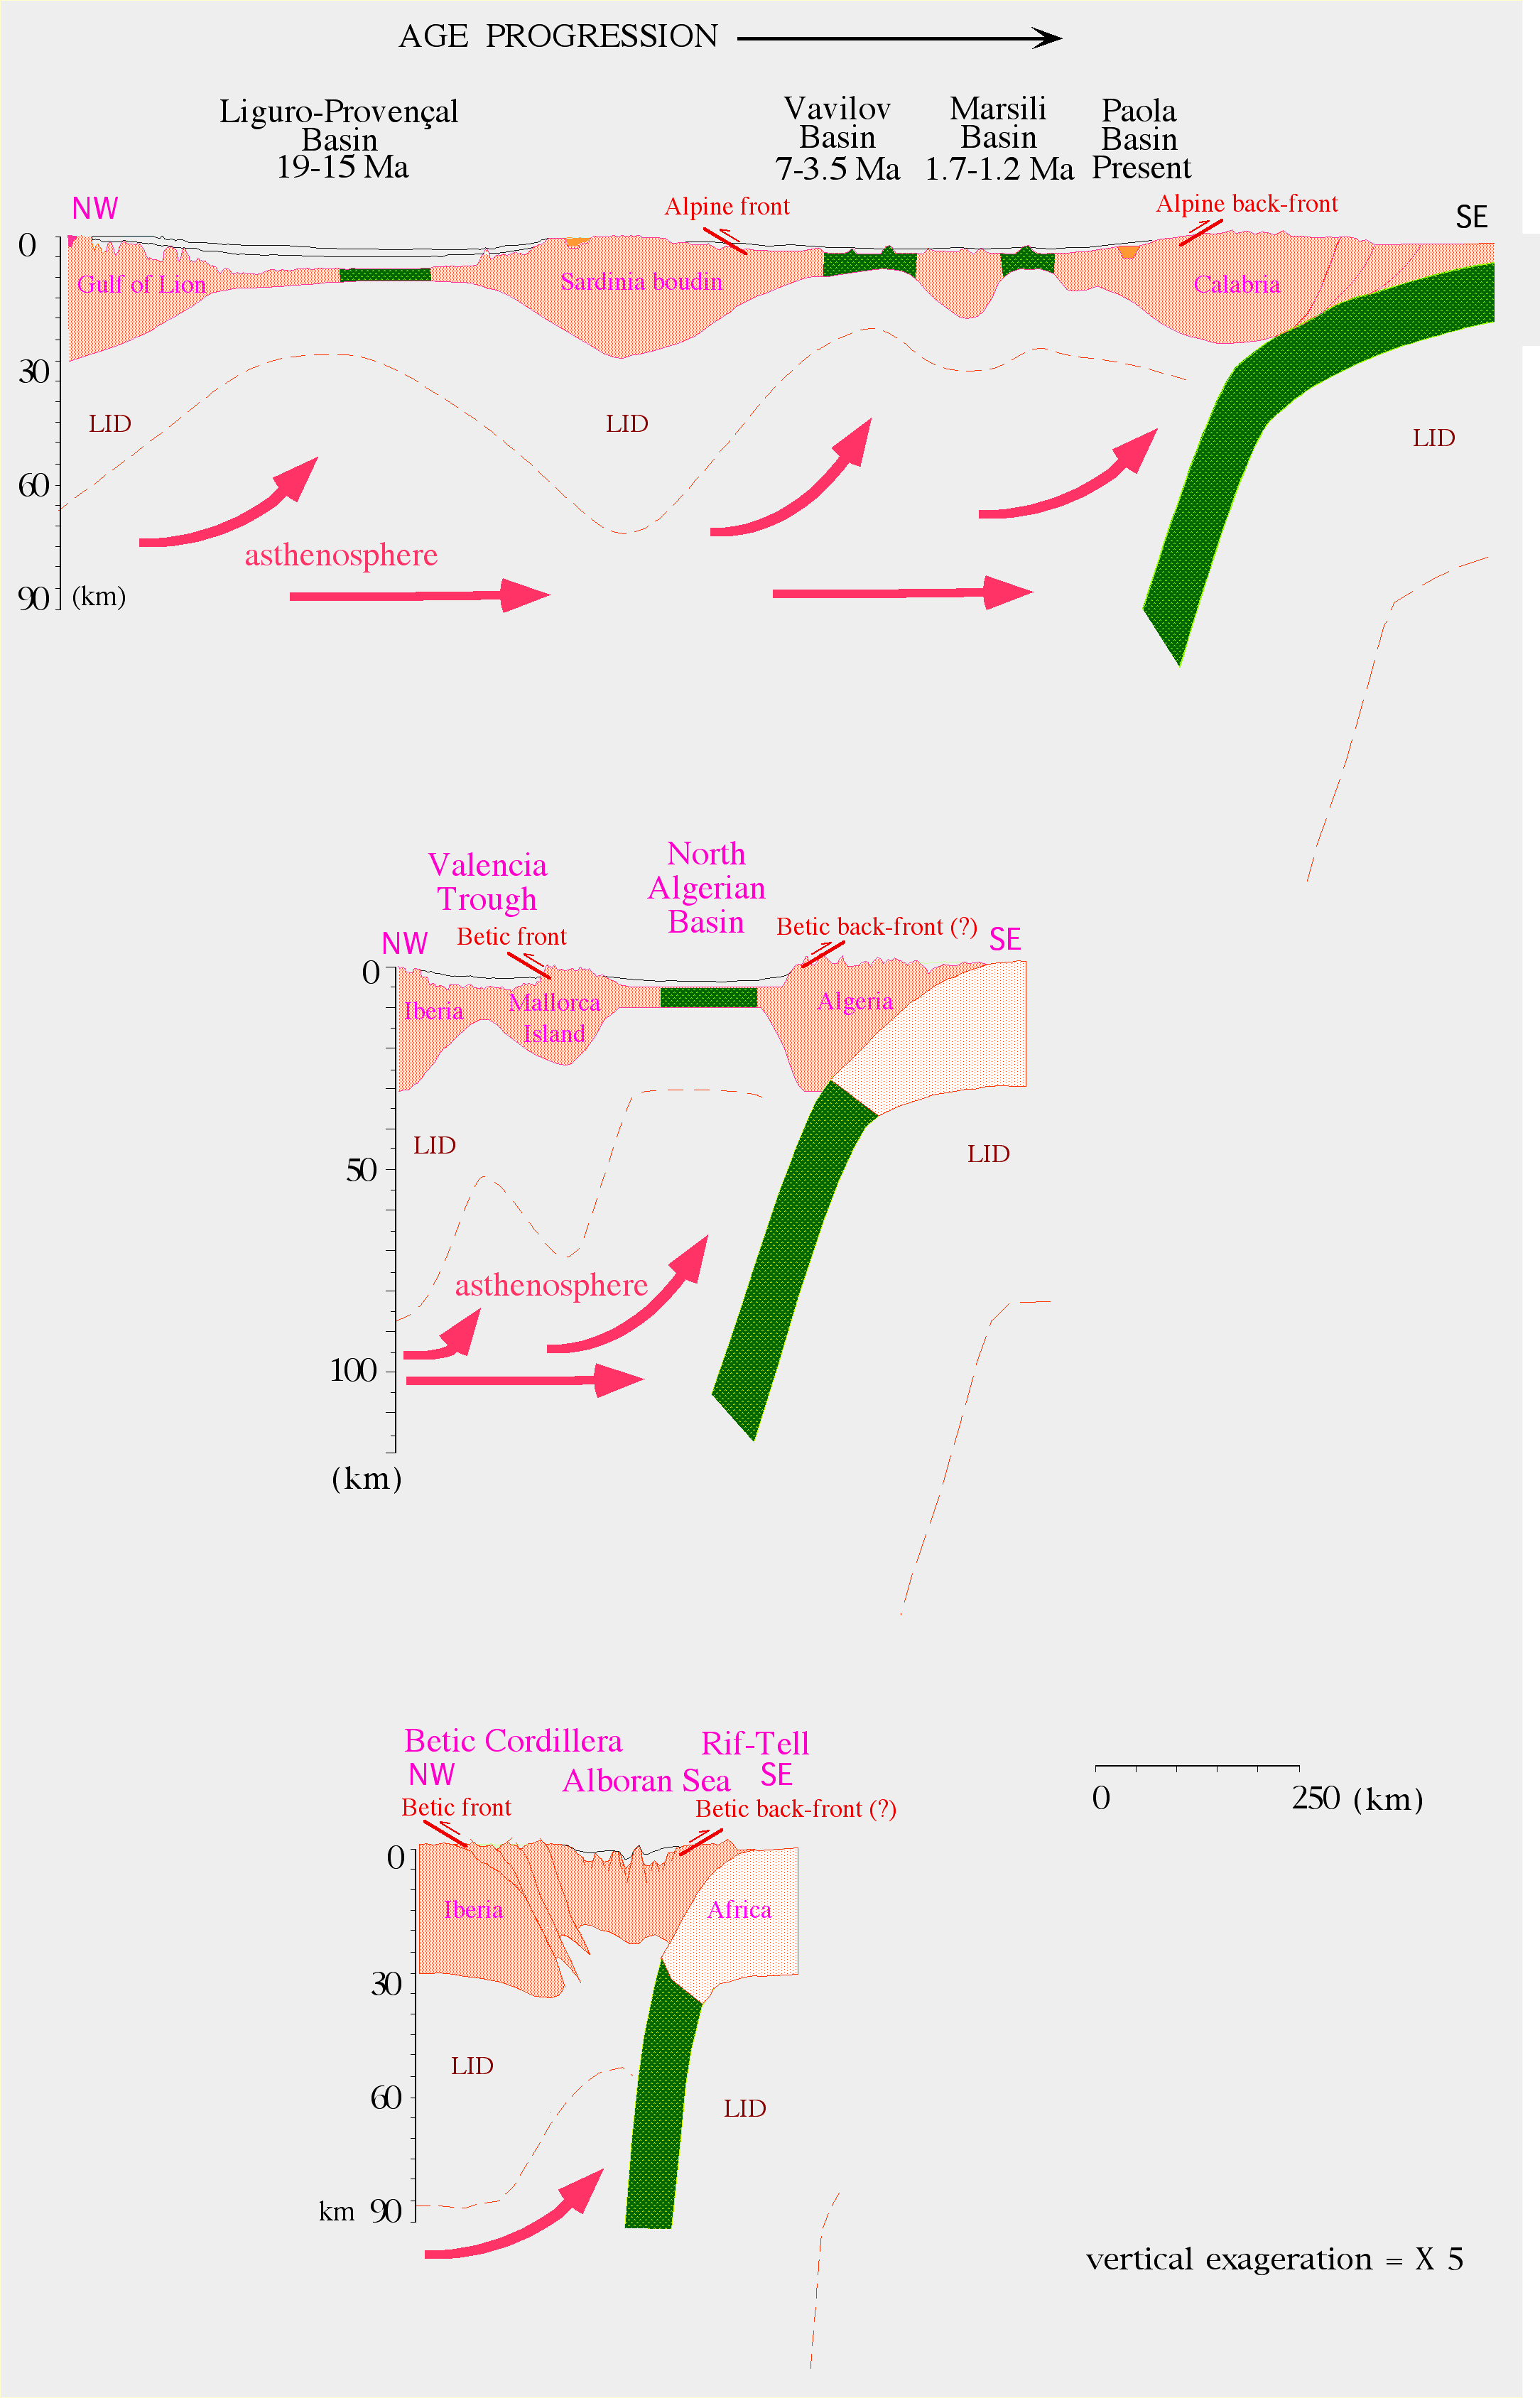 AGE PROGRESSION
Liguro-Provençal
Basin
19-15 Ma
Vavilov
Basin
7-3.5 Ma
Marsili
Basin
1.7-1.2 Ma
Paola
Basin
Present
NW
Alpine front
Alpine back-front
SE
0
Gulf of Lion
Sardinia boudin
Calabria
30
LID
LID
LID
60
asthenosphere
90 (km)
Valencia
Trough
North
Algerian
Basin
NW
Betic front
Betic back-front (?)
SE
0
Iberia
Mallorca
Island
Algeria
LID
LID
50
asthenosphere
100
(km)
Betic Cordillera
Rif-Tell
NW
Alboran Sea
SE
Betic front
Betic back-front (?)
0
250 (km)
0
Iberia
Africa
30
LID
60
LID
km 90
vertical exageration = X 5